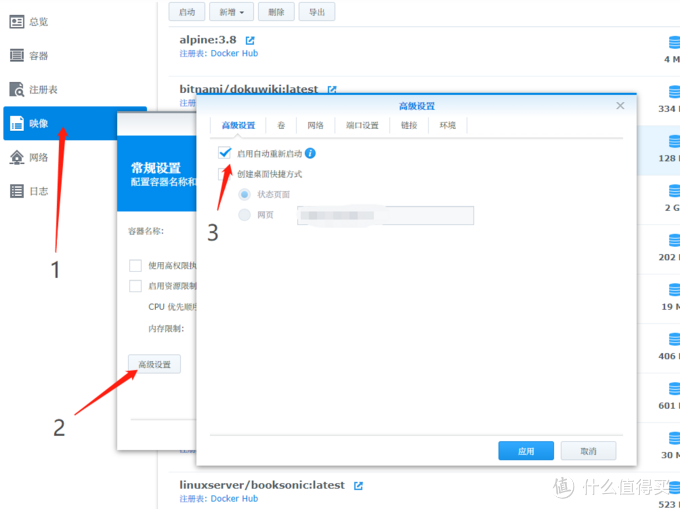 总览
容器
注册表
映像
网络
日志
启动 新增 删除 导出
alpine:3.8
注册表: Docker Hub
4 M
bitnami/dokuwiki:latest
注册
334
128
2 G
202
19 M
406
601
30 M
linuxserver/booksonic:latest
注册表: Docker Hub
523
常规设置
配置容器名称和
容器名称:
使用高权限执
启用资源限制
CPU 优先顺序
内存限制:
高级设置
高级设置
高级设置 卷 网络 端口设置 链接 环境
启用自动重新启动
创建桌面快捷方式
状态页面
网页
应用 取消
1
2
3
值 什么值得买